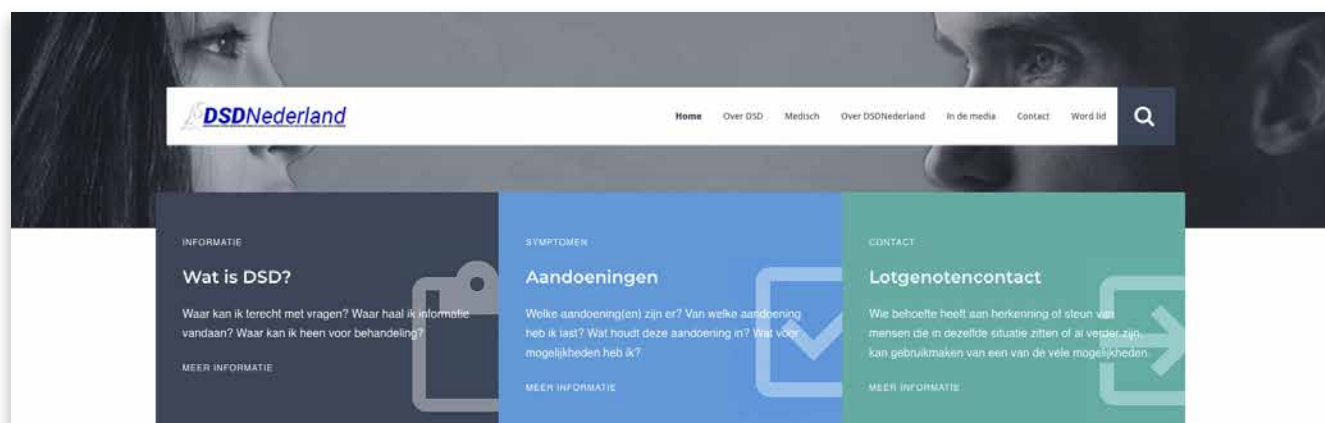 DSDNederland
Home Over DSD Medisch Over DSDNederland In de media Contact Word lid
INFORMATIE
Wat is DSD?
Waar kan ik terecht met vragen? Waar haal ik informatie
vandaan? Waar kan ik heen voor behandeling?
MEER INFORMATIE
SYMPTOMEN
Aandoeningen
Welke aandoening(en) zijn er? Van welke aandoening
heb ik last? Wat houdt deze aandoening in? Wat voor
mogelijkheden heb ik?
MEER INFORMATIE
CONTACT
Lotgenotencontact
Wie behoefte heeft aan herkenning of steun van
mensen die in dezelfde situatie zitten of al verder zijn,
kan gebruikmaken van een van de vele mogelijkheden.
MEER INFORMATIE